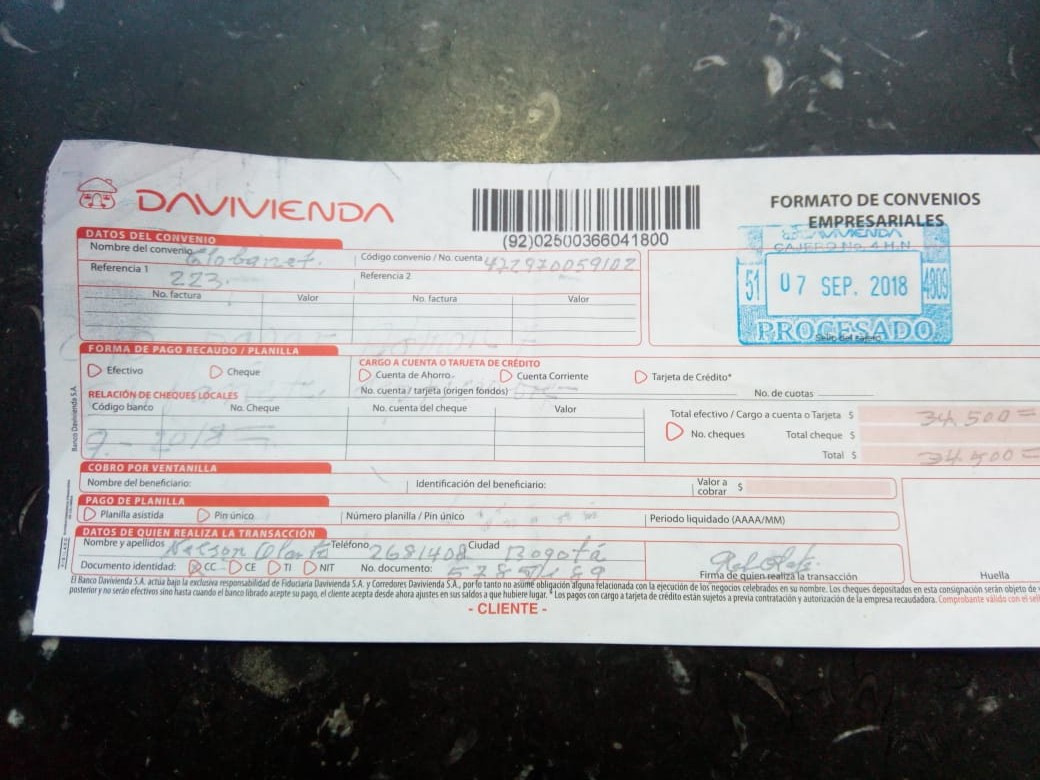 DAVIVIENDA
(92)02500366041800
FORMATO DE CONVENIOS
EMPRESARIALES
DAVIVIENDA
CAJERO No. 4 H.N.
51 07 SEP. 2018 4809
PROCESADO
Sello del cajero
DATOS DEL CONVENIO
Nombre del convenio Globanet. Código convenio / No. cuenta
Referencia 1 223. Referencia 2
No. factura Valor No. factura Valor
FORMA DE PAGO RECAUDO / PLANILLA
Efectivo Cheque
CARGO A CUENTA O TARJETA DE CRÉDITO
Cuenta de Ahorro. Cuenta Corriente Tarjeta de Crédito*
No. cuenta / tarjeta (origen fondos) No. de cuotas
RELACIÓN DE CHEQUES LOCALES
Código banco No. Cheque No. cuenta del cheque Valor
Total efectivo / Cargo a cuenta o Tarjeta $ 34.500=
No. cheques Total cheque $
Total $ 34.500=
Banco Davivienda S.A.
COBRO POR VENTANILLA
Nombre del beneficiario: Identificación del beneficiario: Valor a cobrar $
PAGO DE PLANILLA
Planilla asistida Pin único Número planilla / Pin único Periodo liquidado (AAAA/MM)
DATOS DE QUIEN REALIZA LA TRANSACCIÓN
Nombre y apellidos Nelson Teléfono 2681408 Ciudad Bogotá
Documento identidad: CC CE TI NIT No. documento:
Firma de quien realiza la transacción Huella
El Banco Davivienda S.A. actúa bajo la exclusiva responsabilidad de Fiduciaria Davivienda S.A. y Corredores Davivienda S.A., por lo tanto no asume obligación alguna relacionada con la ejecución de los negocios celebrados en su nombre. Los cheques depositados en esta consignación serán objeto de
posterior y no serán efectivos sino hasta cuando el banco librado acepte su pago, el cliente acepta desde ahora ajustes en sus saldos a que hubiere lugar. * Los pagos con cargo a tarjeta de crédito están sujetos a previa contratación y autorización de la empresa recaudadora. Comprobante válido con el
- CLIENTE -